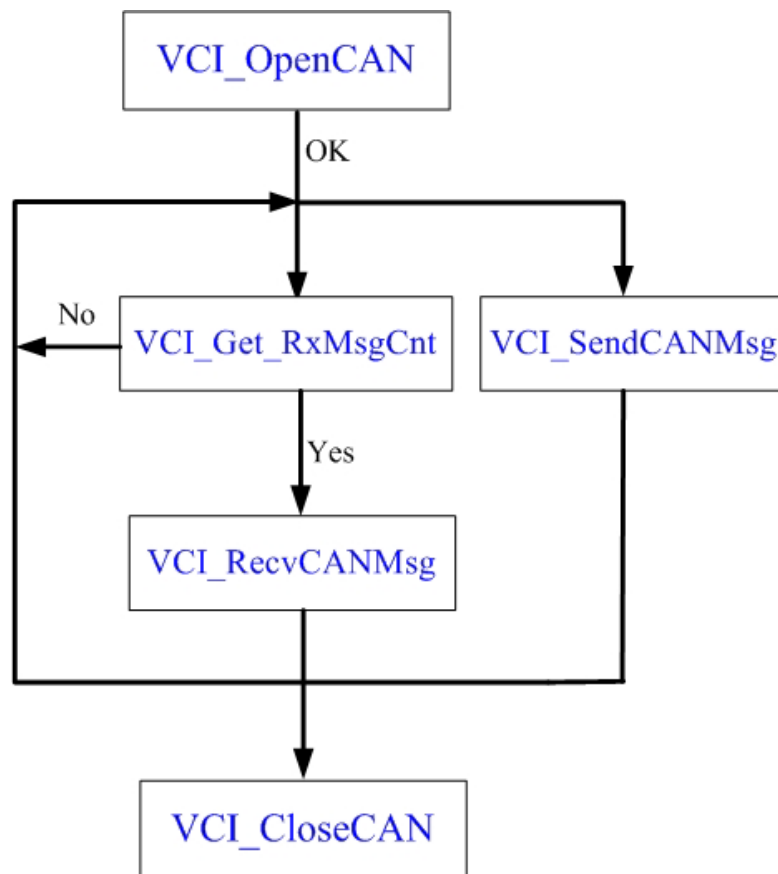 VCI_OpenCAN
OK
No
VCI_Get_RxMsgCnt
VCI_SendCANMsg
Yes
VCI_RecvCANMsg
VCI_CloseCAN